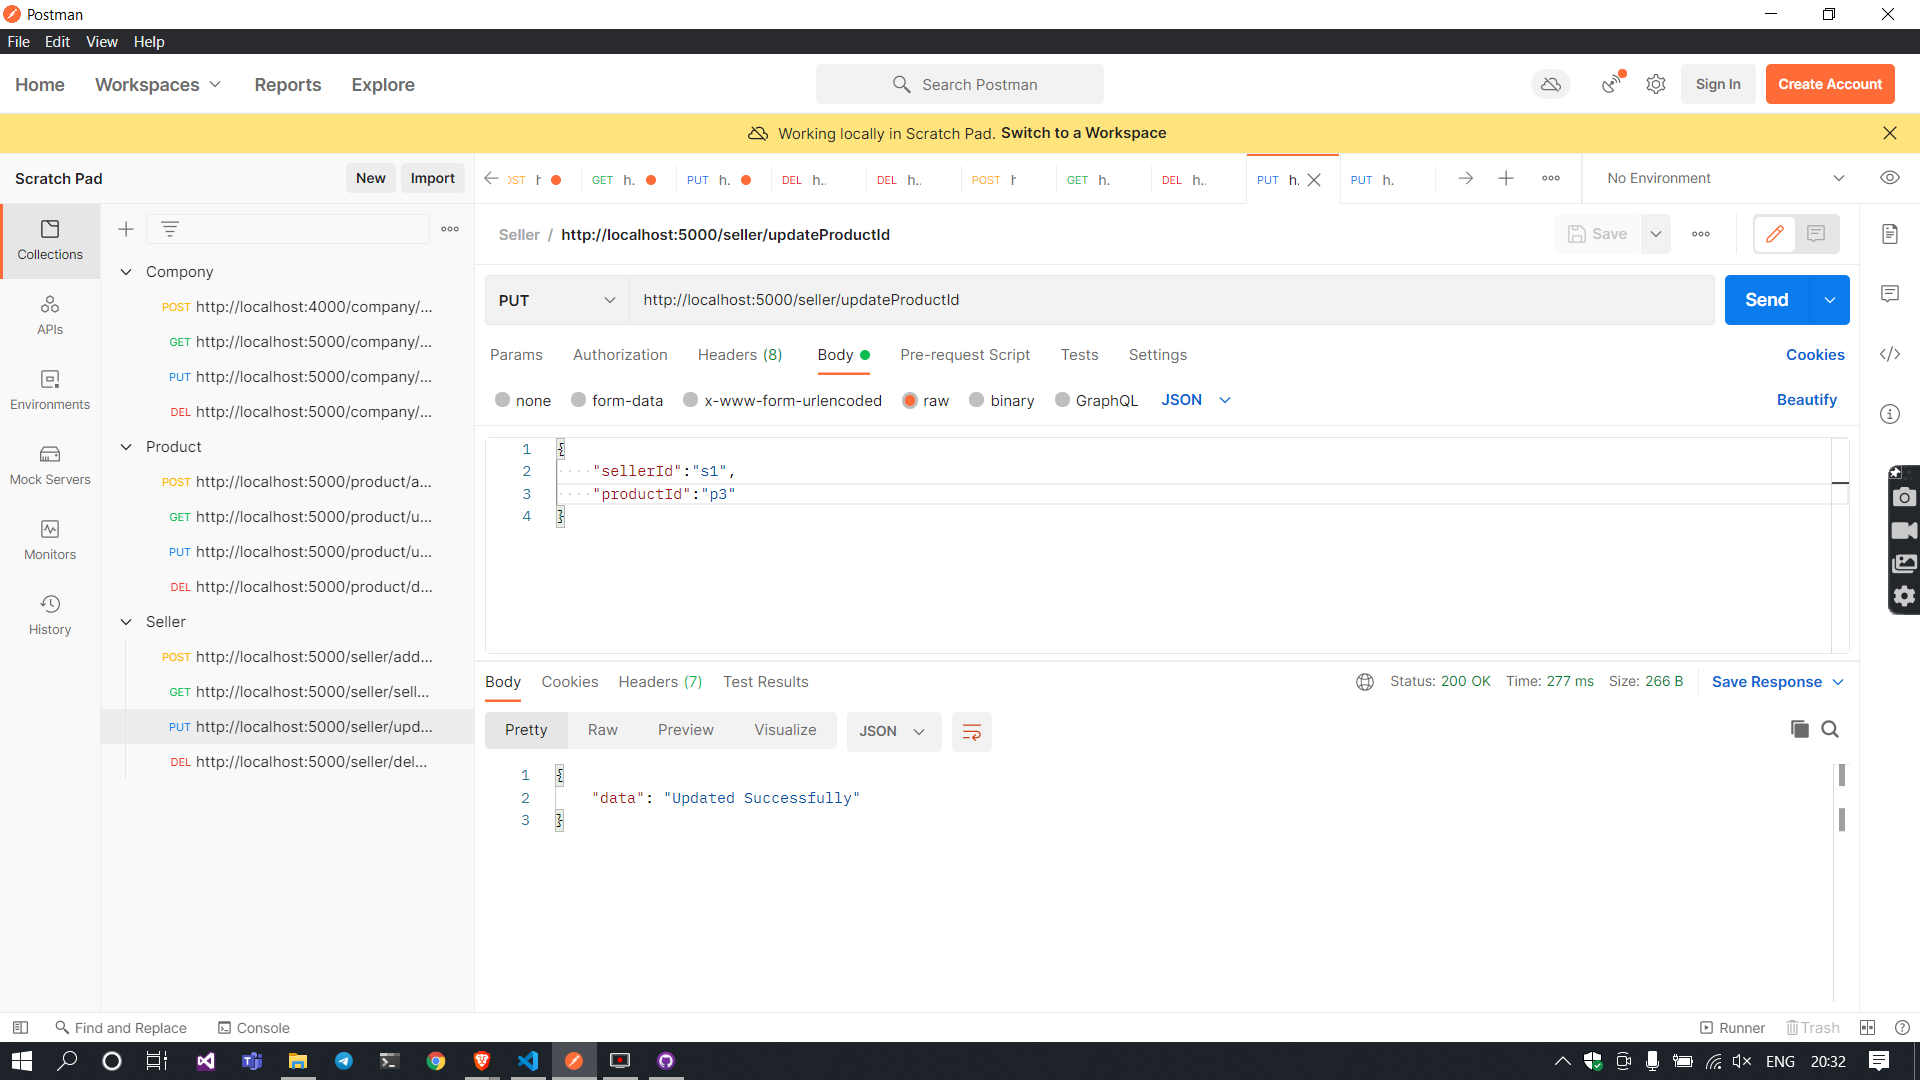 Postman
File Edit View Help
Home Workspaces Reports Explore Search Postman Sign In Create Account
Working locally in Scratch Pad. Switch to a Workspace
Scratch Pad New Import
GET h. PUT h. DEL h.. DEL h.. POST h GET h. DEL h.. PUT h. PUT h. No Environment
Collections
APIs
Environments
Mock Servers
Monitors
History
Company
POST http://localhost:4000/company/...
GET http://localhost:5000/company/...
PUT http://localhost:5000/company/...
DEL http://localhost:5000/company/...
Product
POST http://localhost:5000/product/a...
GET http://localhost:5000/product/u...
PUT http://localhost:5000/product/u...
DEL http://localhost:5000/product/d...
Seller
POST http://localhost:5000/seller/add...
GET http://localhost:5000/seller/sell...
PUT http://localhost:5000/seller/upd...
DEL http://localhost:5000/seller/del...
Seller / http://localhost:5000/seller/updateProductId Save
PUT http://localhost:5000/seller/updateProductId Send
Params Authorization Headers (8) Body Pre-request Script Tests Settings Cookies
none form-data x-www-form-urlencoded raw binary GraphQL JSON Beautify
1 {
2 "sellerId":"s1",
3 "productId":"p3"
4 }
Body Cookies Headers (7) Test Results Status: 200 OK Time: 277 ms Size: 266 B Save Response
Pretty Raw Preview Visualize JSON
1 {
2 "data": "Updated Successfully"
3 }
Find and Replace Console Runner Trash
ENG 20:32